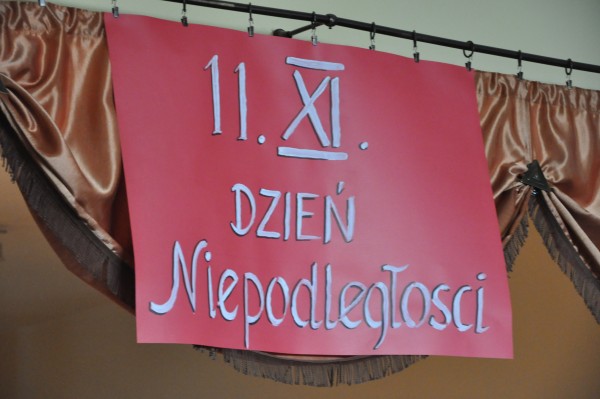 11. XI.
DZIEŃ
Niepodległosci